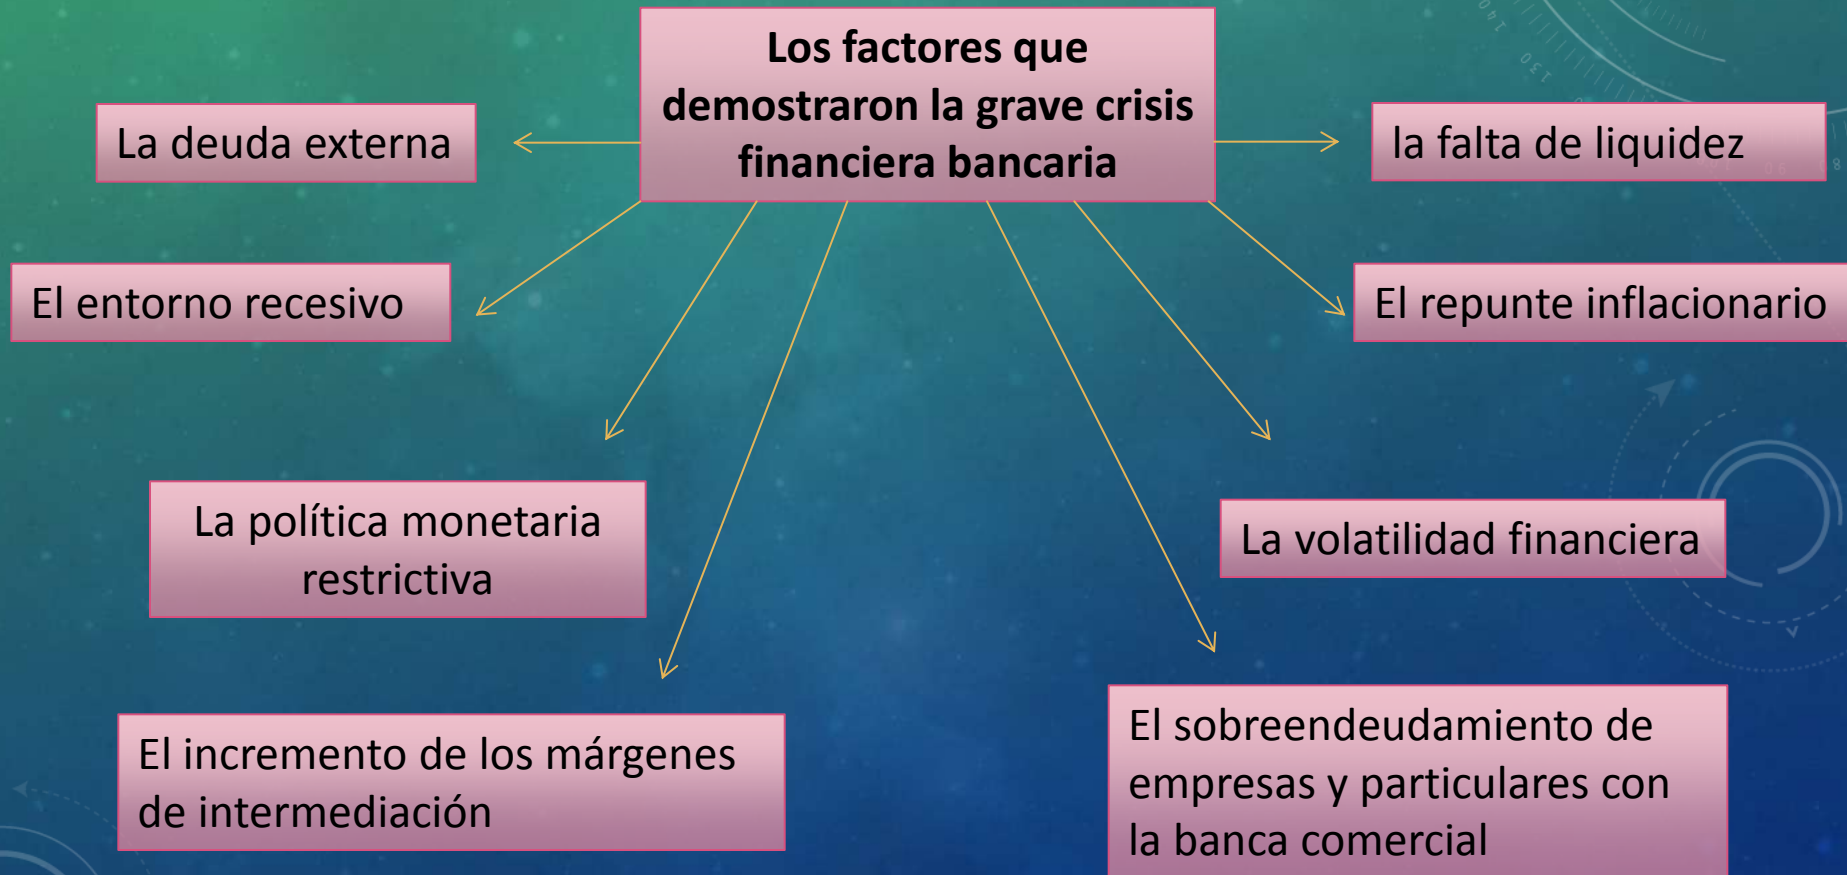 Los factores que
demostraron la grave crisis
financiera bancaria
La deuda externa
la falta de liquidez
El entorno recesivo
El repunte inflacionario
La política monetaria
restrictiva
La volatilidad financiera
El incremento de los márgenes
de intermediación
El sobreendeudamiento de
empresas y particulares con
la banca comercial
140
130